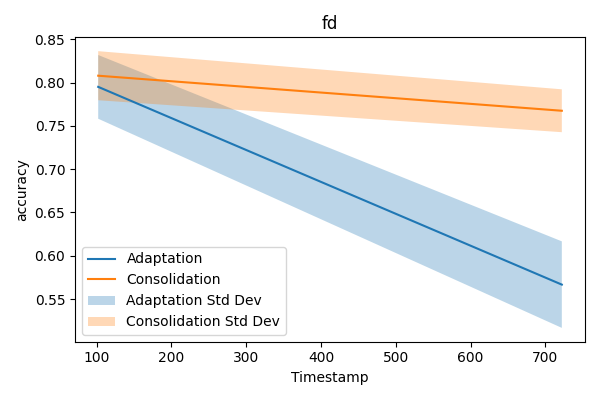 fd
accuracy
0.85
0.80
0.75
0.70
0.65
0.60
0.55
Adaptation
Consolidation
Adaptation Std Dev
Consolidation Std Dev
100 200 300 400 500 600 700
Timestamp